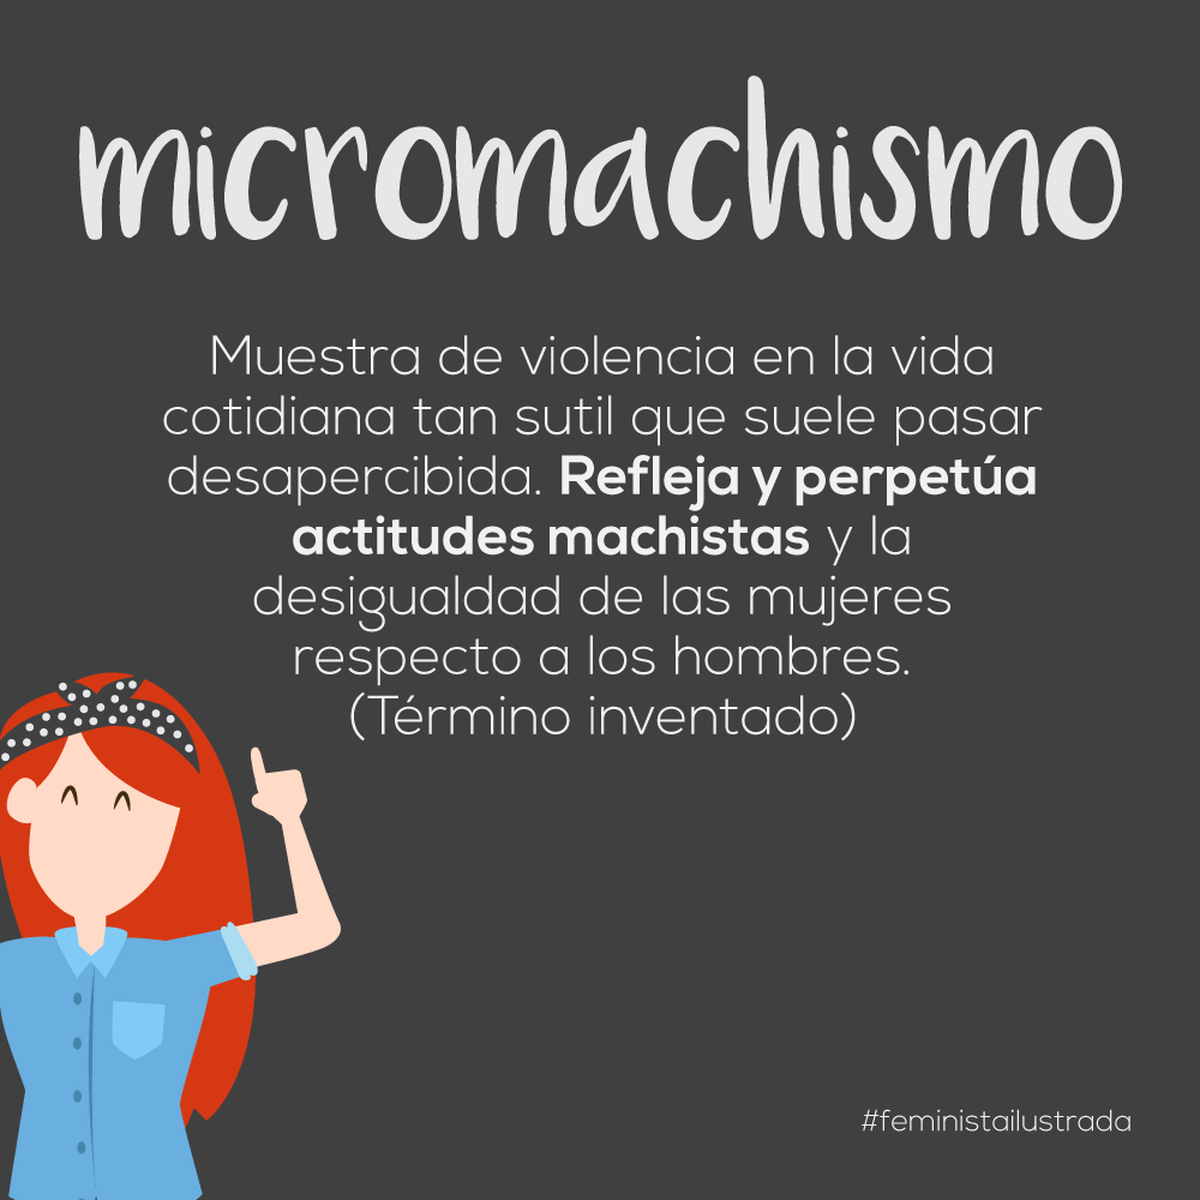 micromachismo
Muestra de violencia en la vida
cotidiana tan sutil que suele pasar
desapercibida. Refleja y perpetúa
actitudes machistas y la
desigualdad de las mujeres
respecto a los hombres.
(Término inventado)
#feministailustrada